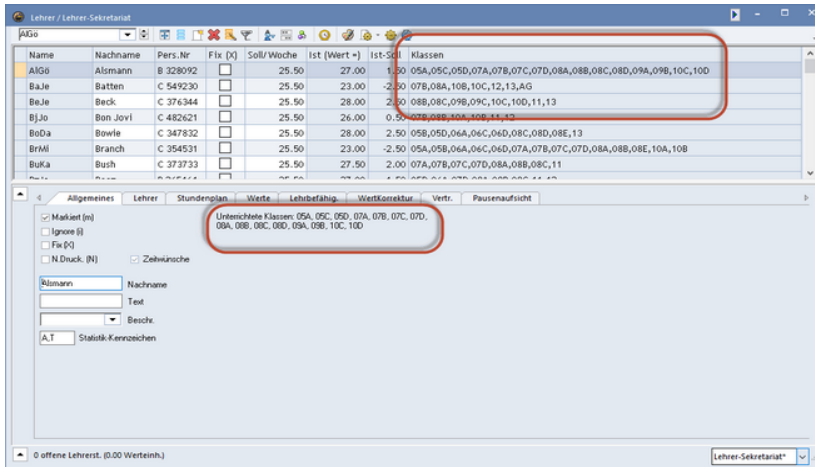 Lehrer / Lehrer-Sekretariat
AlGö
Name Nachname Pers.Nr Fix (X) Soll/Woche Ist (Wert =) Ist-Soll Klassen
AlGö Alsmann B 328092 25.50 27.00 1.50 05A,05C,05D,07A,07B,07C,07D,08A,08B,08C,08D,09A,09B,10C,10D
BaJe Batten C 549230 25.50 23.00 -2.50 07B,08A,10B,10C,12,13,AG
BeJe Beck C 376344 25.50 28.00 2.50 08B,08C,09B,09C,10C,10D,11,13
BjJo Bon Jovi C 482621 25.50 26.00 0.50 07B,08B,10A,10B,11,12
BoDa Bowie C 347832 25.50 28.00 2.50 05B,05D,06A,06C,06D,08C,08D,08E,13
BrMi Branch C 354531 25.50 23.00 -2.50 05A,05B,06A,06C,06D,07A,07B,07C,07D,08A,08B,08E,10A,10B
BuKa Bush C 373733 25.50 27.50 2.00 07A,07B,07C,07D,08A,08B,08C,11
Allgemeines Lehrer Stundenplan Werte Lehrbefähig. WertKorrektur Vertr. Pausenaufsicht
Markiert (m)
Unterrichtete Klassen: 05A, 05C, 05D, 07A, 07B, 07C, 07D,
08A, 08B, 08C, 08D, 09A, 09B, 10C, 10D
Ignore (i)
Fix (X)
N.Druck. (N) Zeitwünsche
Alsmann Nachname
Text
Beschr.
A,T Statistik-Kennzeichen
0 offene Lehrerst. (0.00 Werteinh.)
Lehrer-Sekretariat*